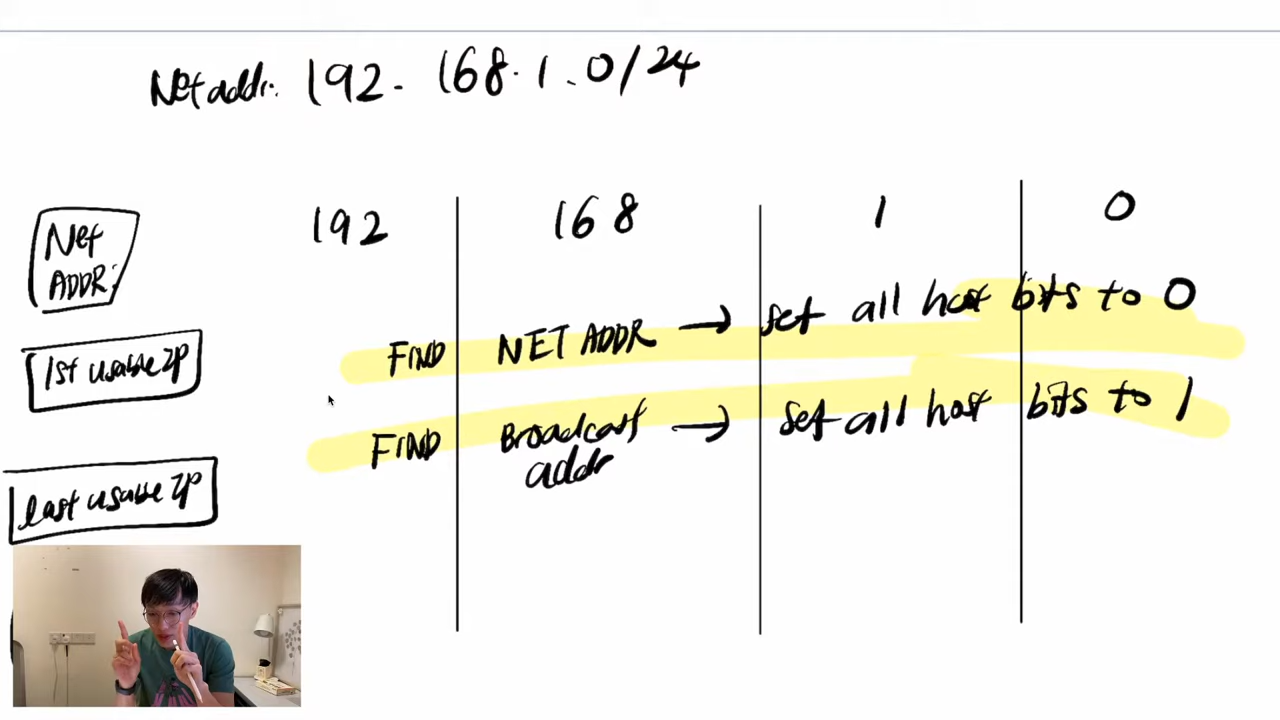 Net addr: 192. 168. 1. 0/24
192 168 1 0
Net
ADDR:
FIND NET ADDR → set all host bits to 0
1st usable IP
FIND Broadcast → set all host bits to 1
addr
last usable IP